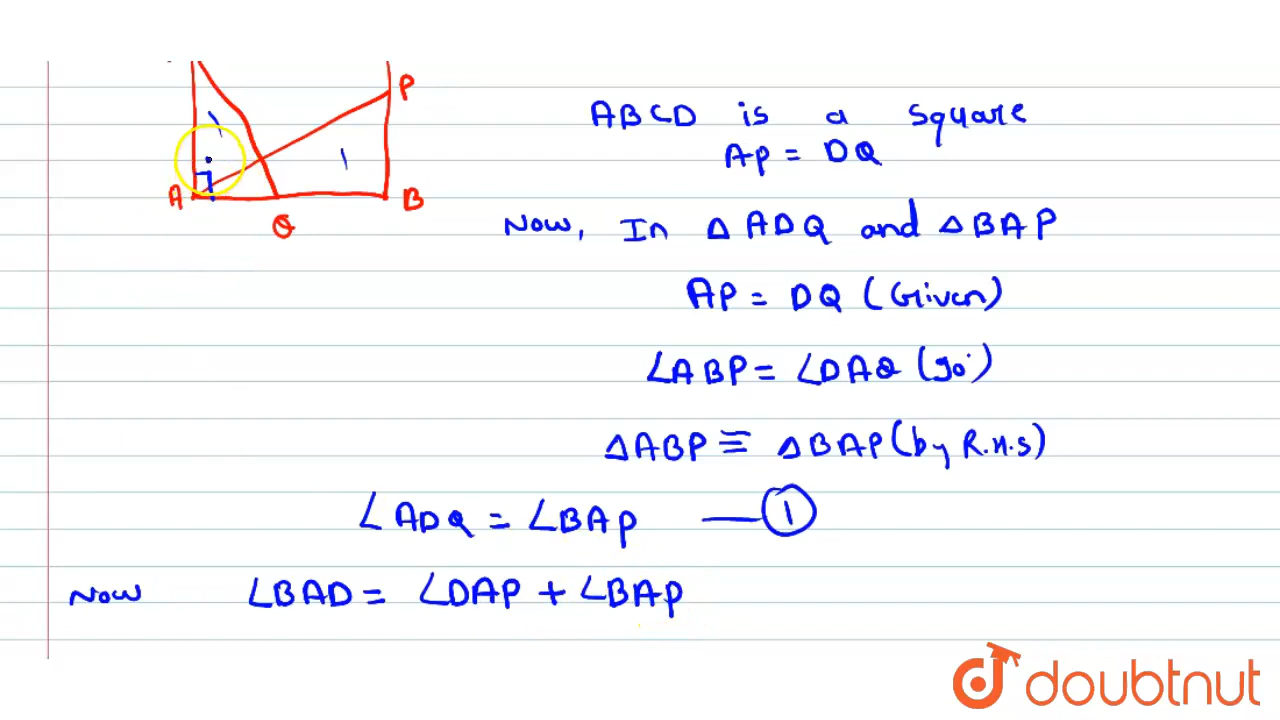 P
A
B
Q
ABCD is a square
AP = DQ
Now, In △ ADQ and △ BAP
AP = DQ (Given)
∠ABP = ∠DAQ (90°)
△ABP ≅ △BAP (by R.H.S)
∠ADQ = ∠BAP — 1
Now ∠BAD = ∠DAP + ∠BAP
doubtnut